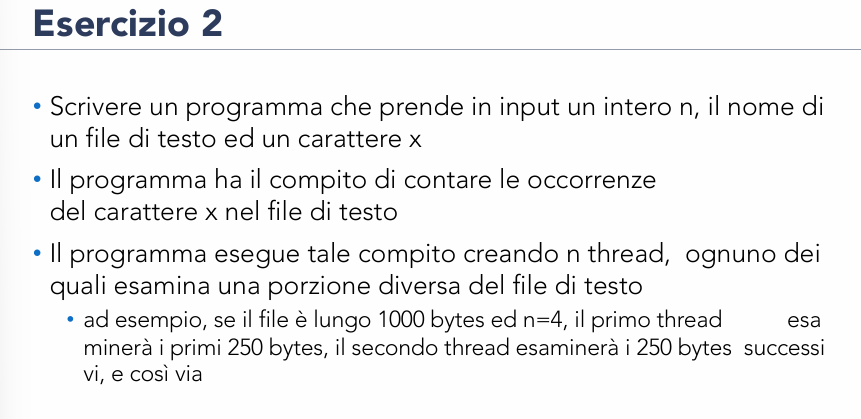 Esercizio 2
• Scrivere un programma che prende in input un intero n, il nome di
un file di testo ed un carattere x
• Il programma ha il compito di contare le occorrenze
del carattere x nel file di testo
• Il programma esegue tale compito creando n thread, ognuno dei
quali esamina una porzione diversa del file di testo
• ad esempio, se il file è lungo 1000 bytes ed n=4, il primo thread esa
minerà i primi 250 bytes, il secondo thread esaminerà i 250 bytes successi
vi, e così via